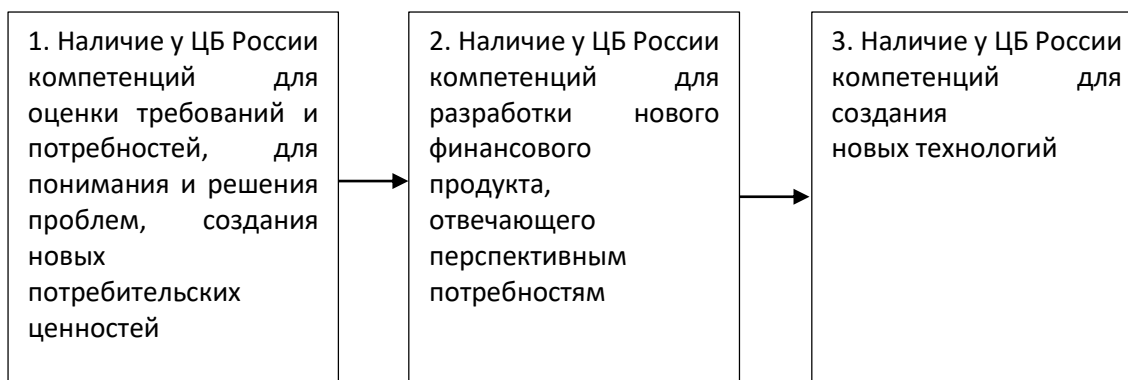 1. Наличие у ЦБ России
компетенций для
оценки требований и
потребностей, для
понимания и решения
проблем, создания
новых
потребительских
ценностей
2. Наличие у ЦБ России
компетенций для
разработки нового
финансового
продукта,
отвечающего
перспективным
потребностям
3. Наличие у ЦБ России
компетенций для
создания
новых технологий